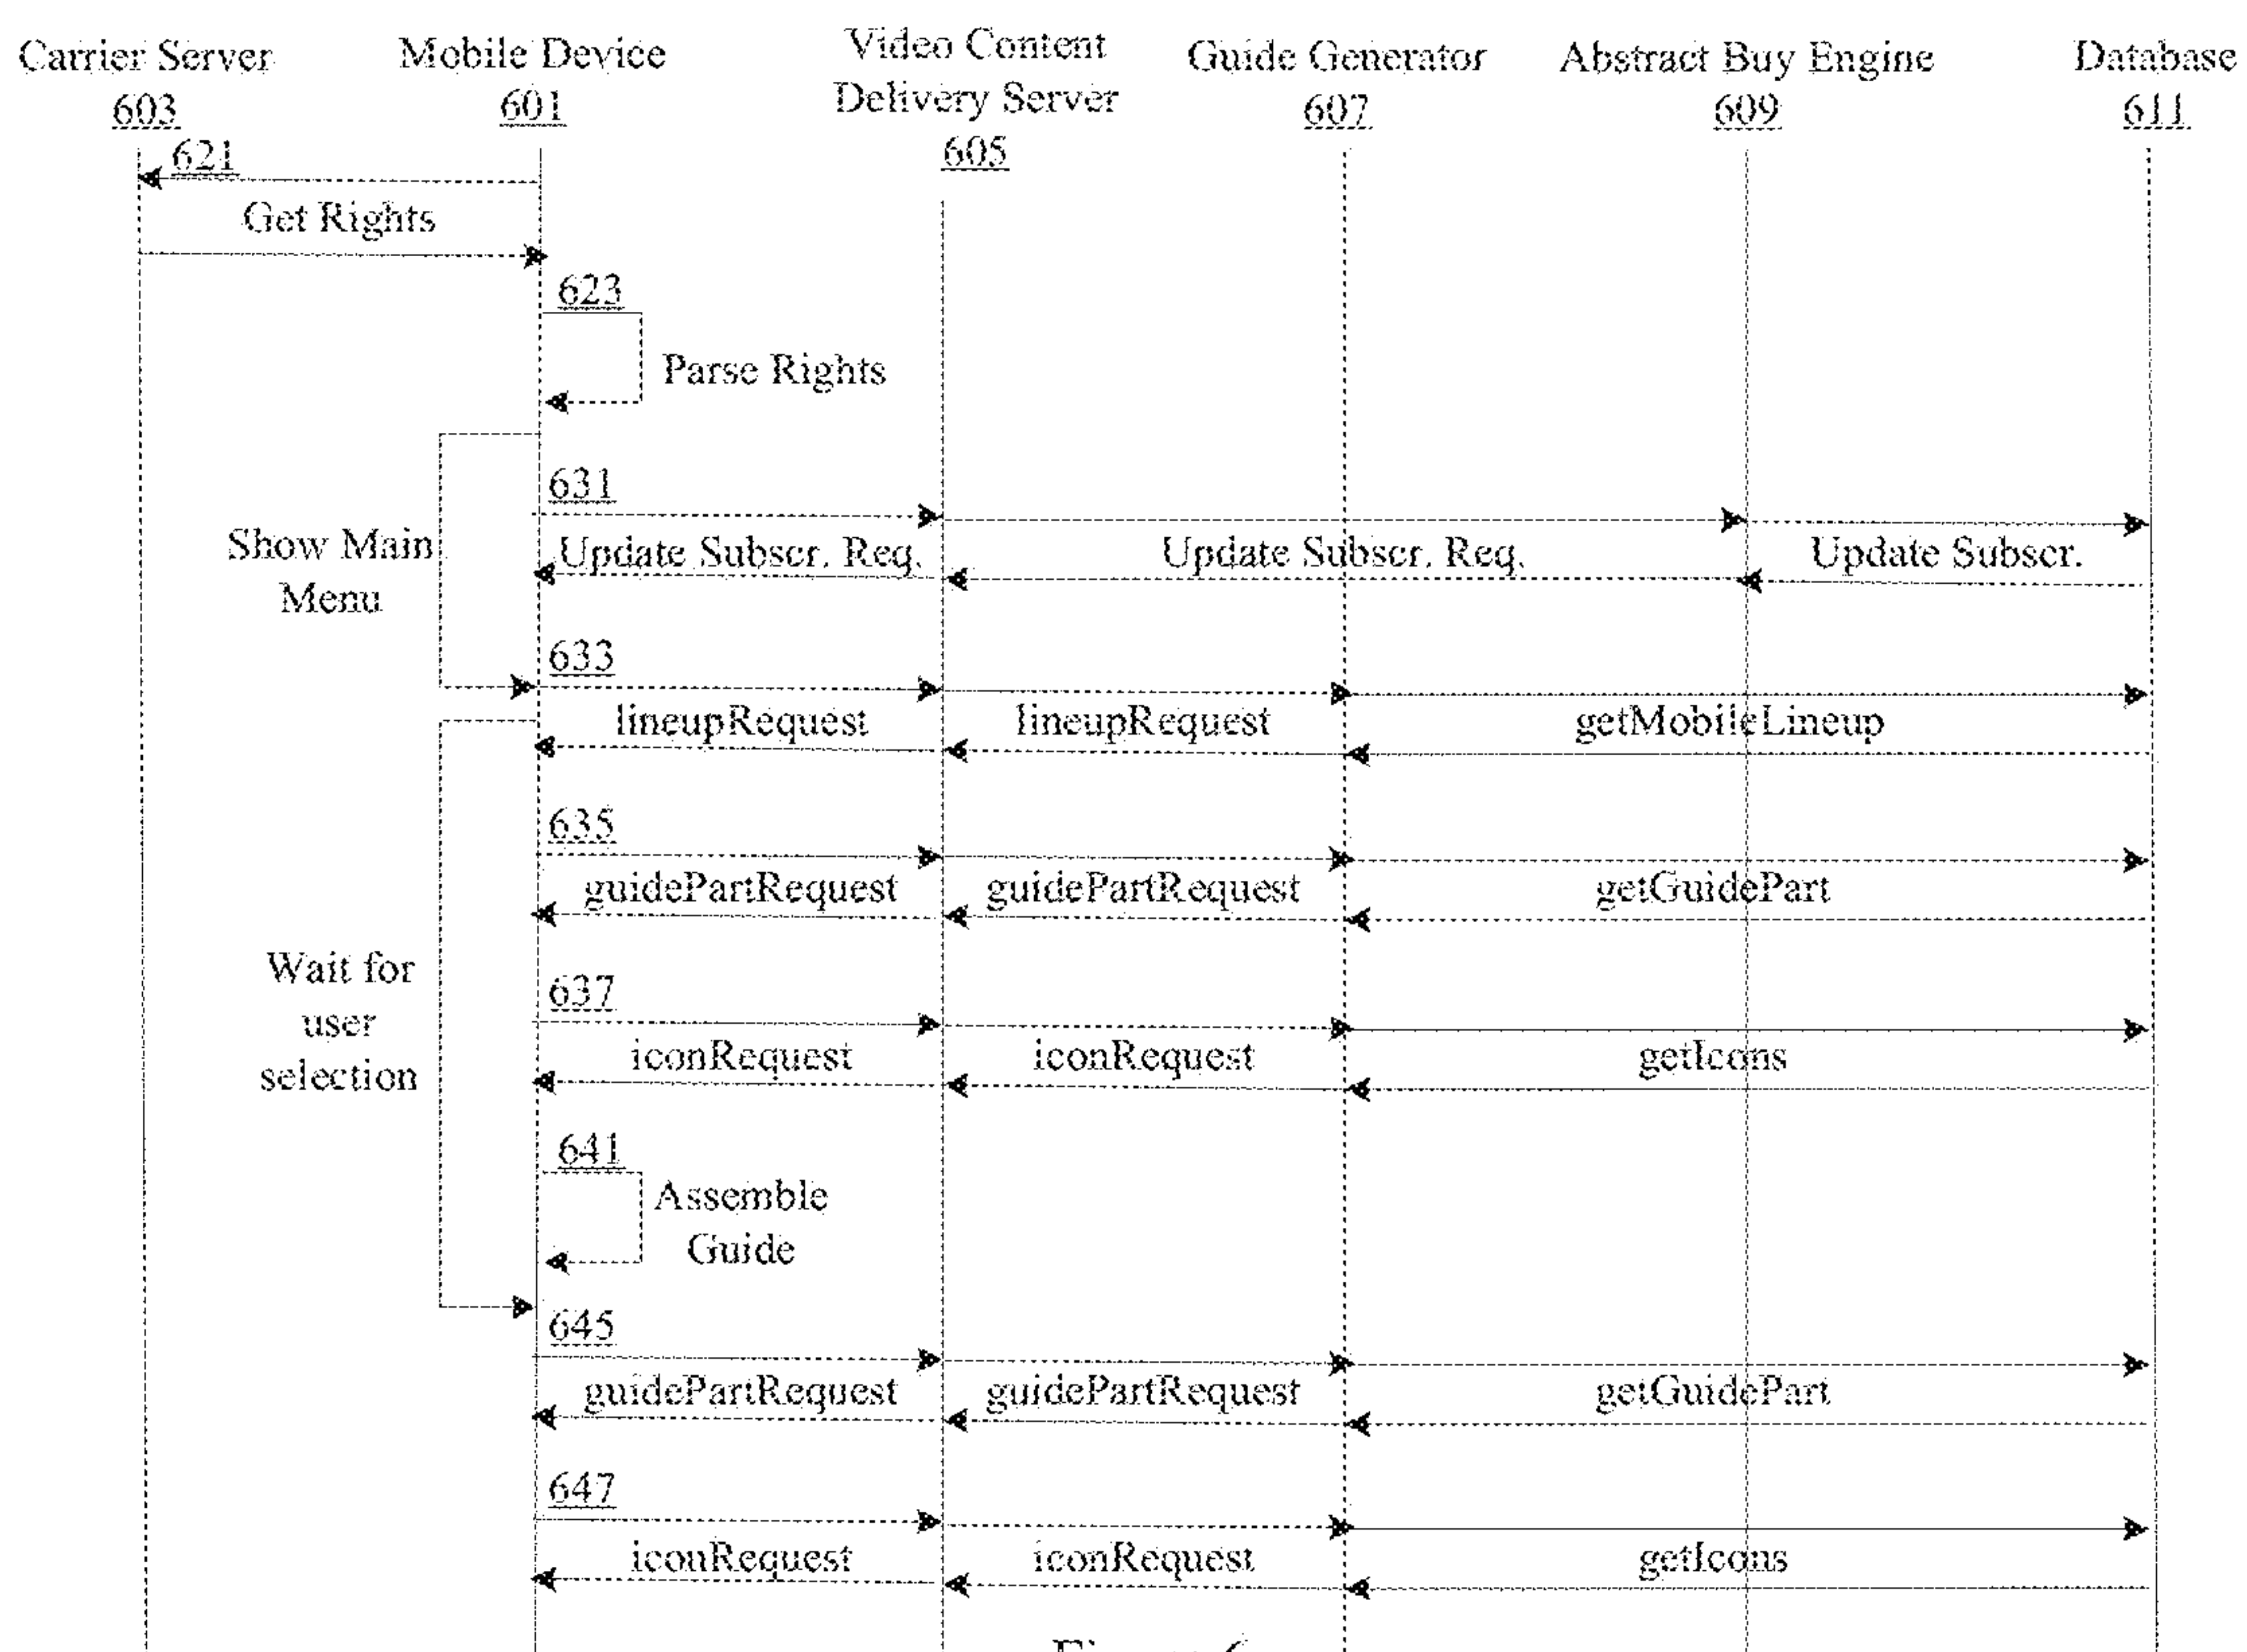 Carrier Server
603
Mobile Device
601
Video Content
Delivery Server
605
Guide Generator
607
Abstract Buy Engine
609
Database
611
621
Get Rights
623
Parse Rights
Show Main
Menu
631
Update Subscr. Req.
Update Subscr. Req.
Update Subscr.
633
lineupRequest
lineupRequest
getMobileLineup
635
guidePartRequest
guidePartRequest
getGuidePart
Wait for
user
selection
637
iconRequest
iconRequest
getIcons
641
Assemble
Guide
645
guidePartRequest
guidePartRequest
getGuidePart
647
iconRequest
iconRequest
getIcons